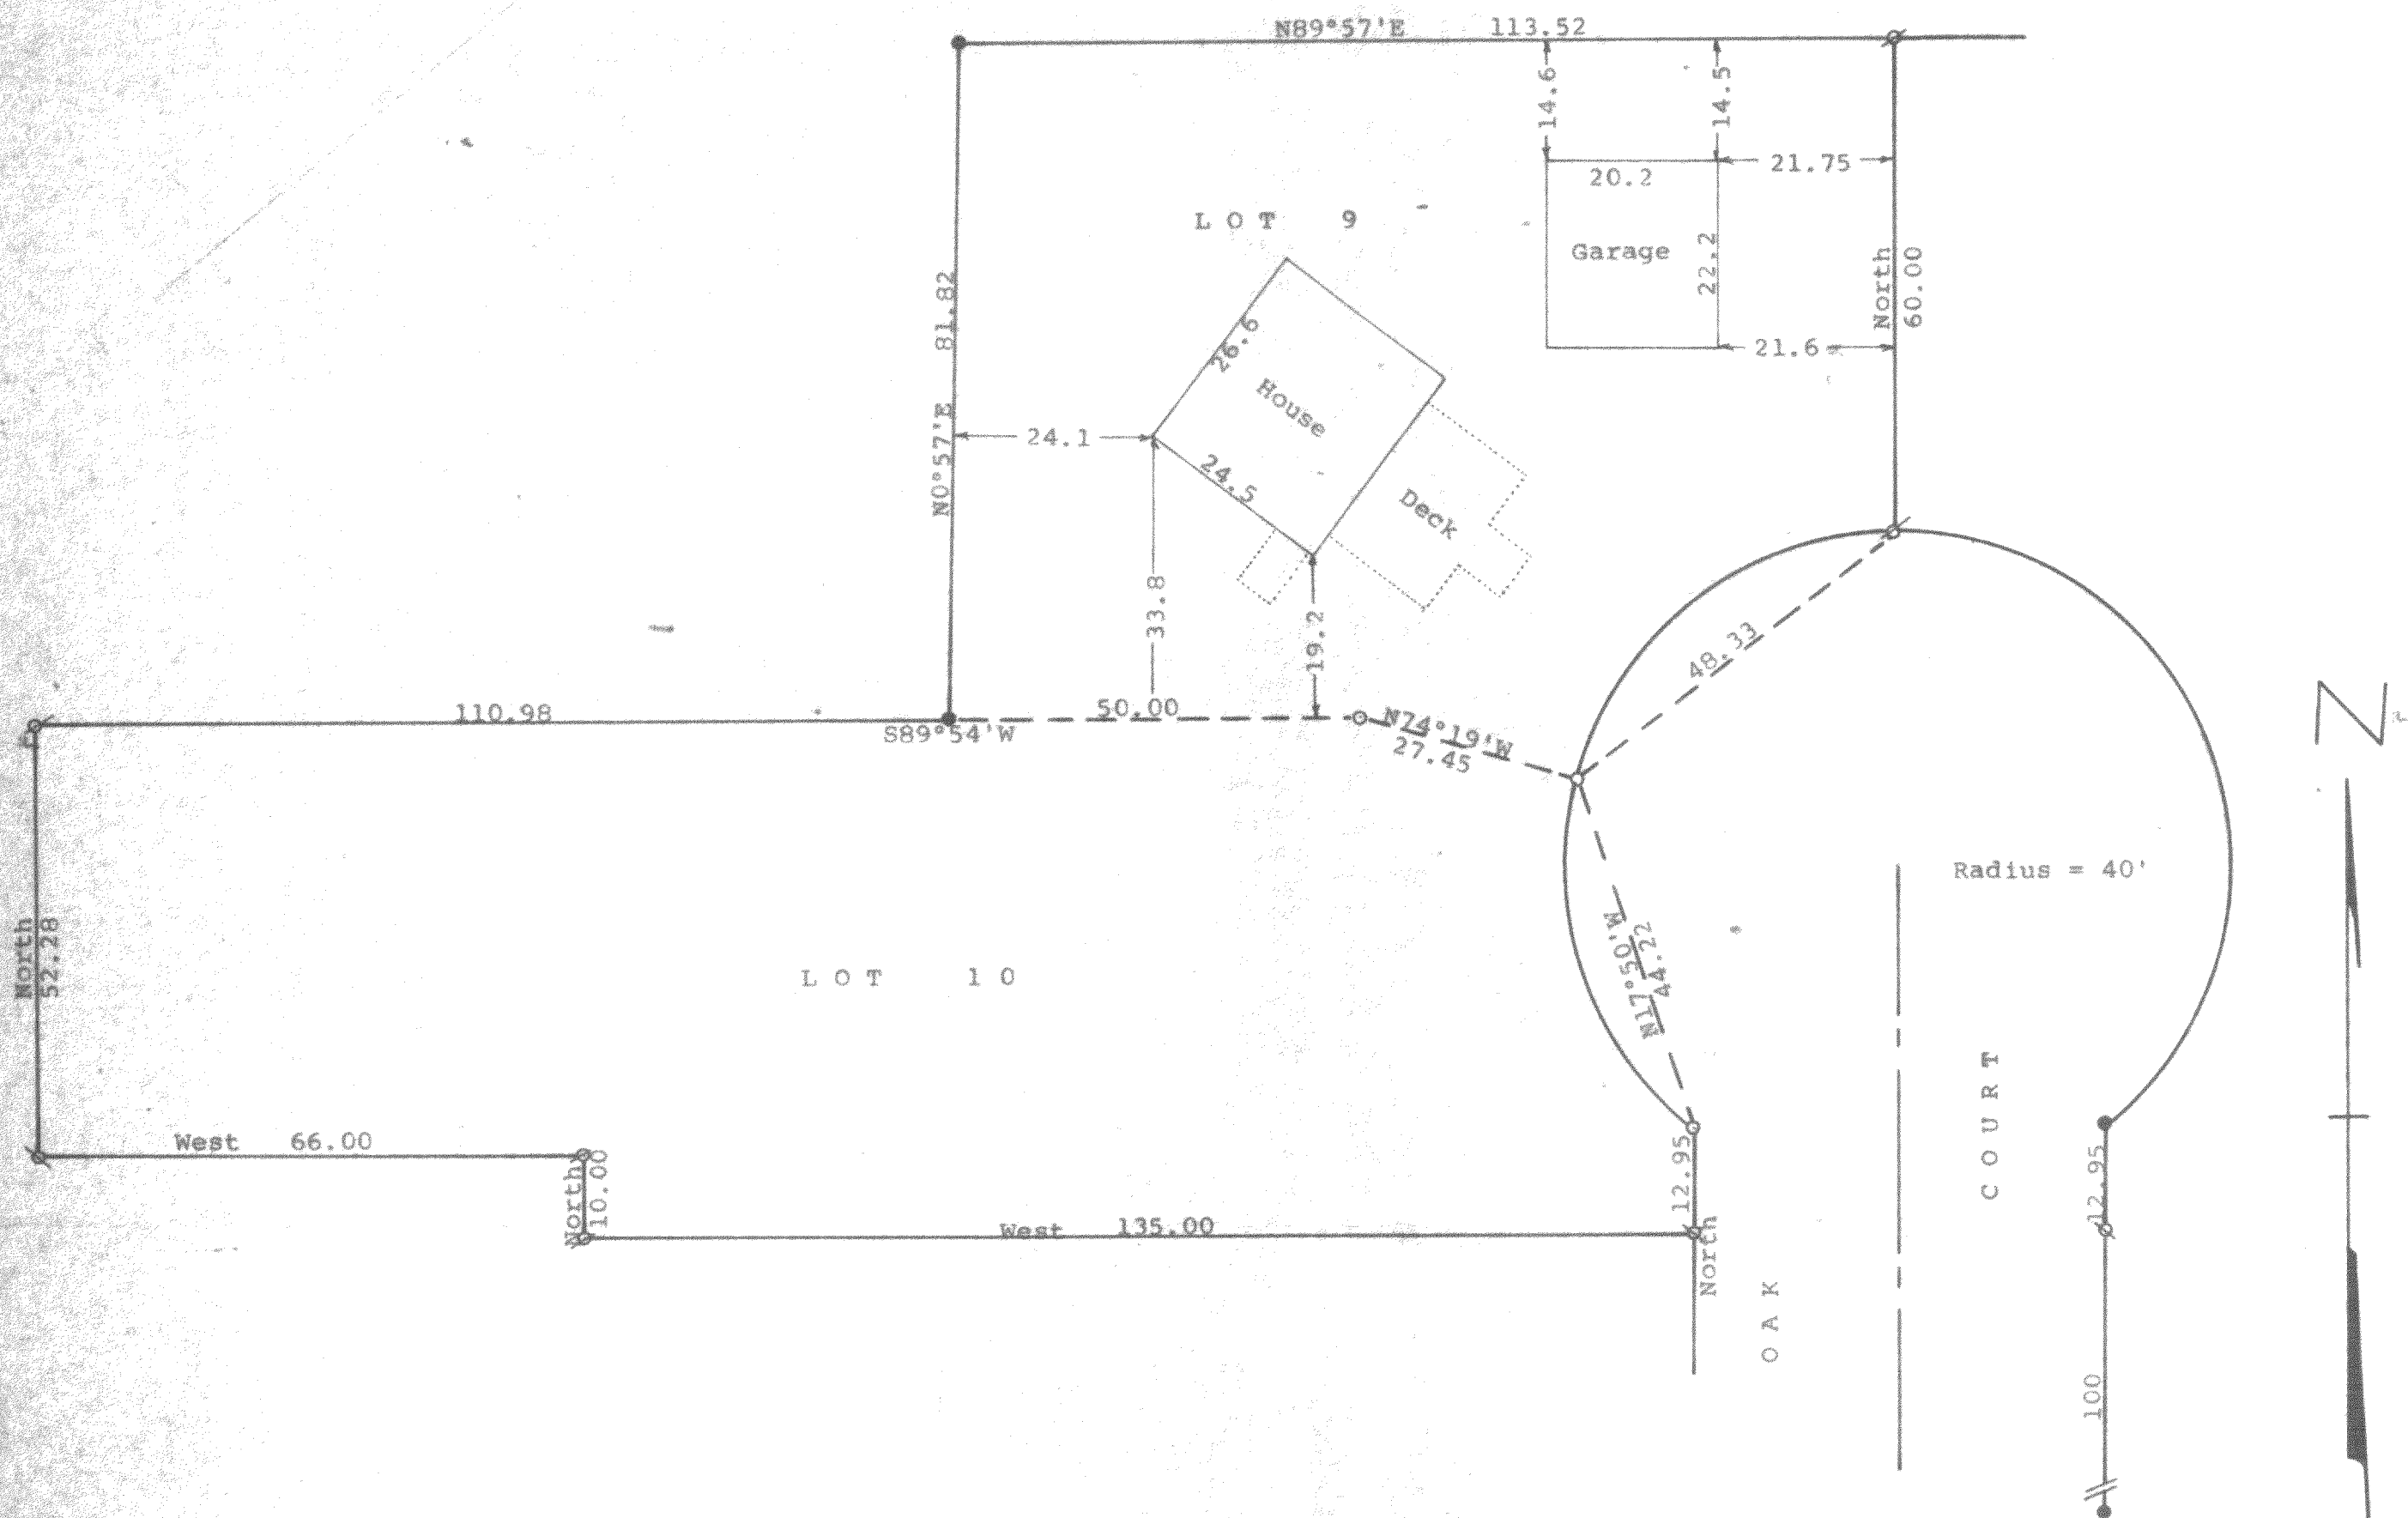 N89°57'E 113.52
14.6
14.5
21.75
20.2
LOT 9
Garage
22.2
North
60.00
21.6
N0°57'E 81.82
26.6
House
24.1
24.5
Deck
33.8
19.2
48.33
110.98
50.00
S89°54'W
N74°19'W
27.45
N
Radius = 40'
North
52.28
LOT 10
N17°50'W
44.22
West 66.00
North
10.00
West 135.00
12.95
North
OAK COURT
12.95
100